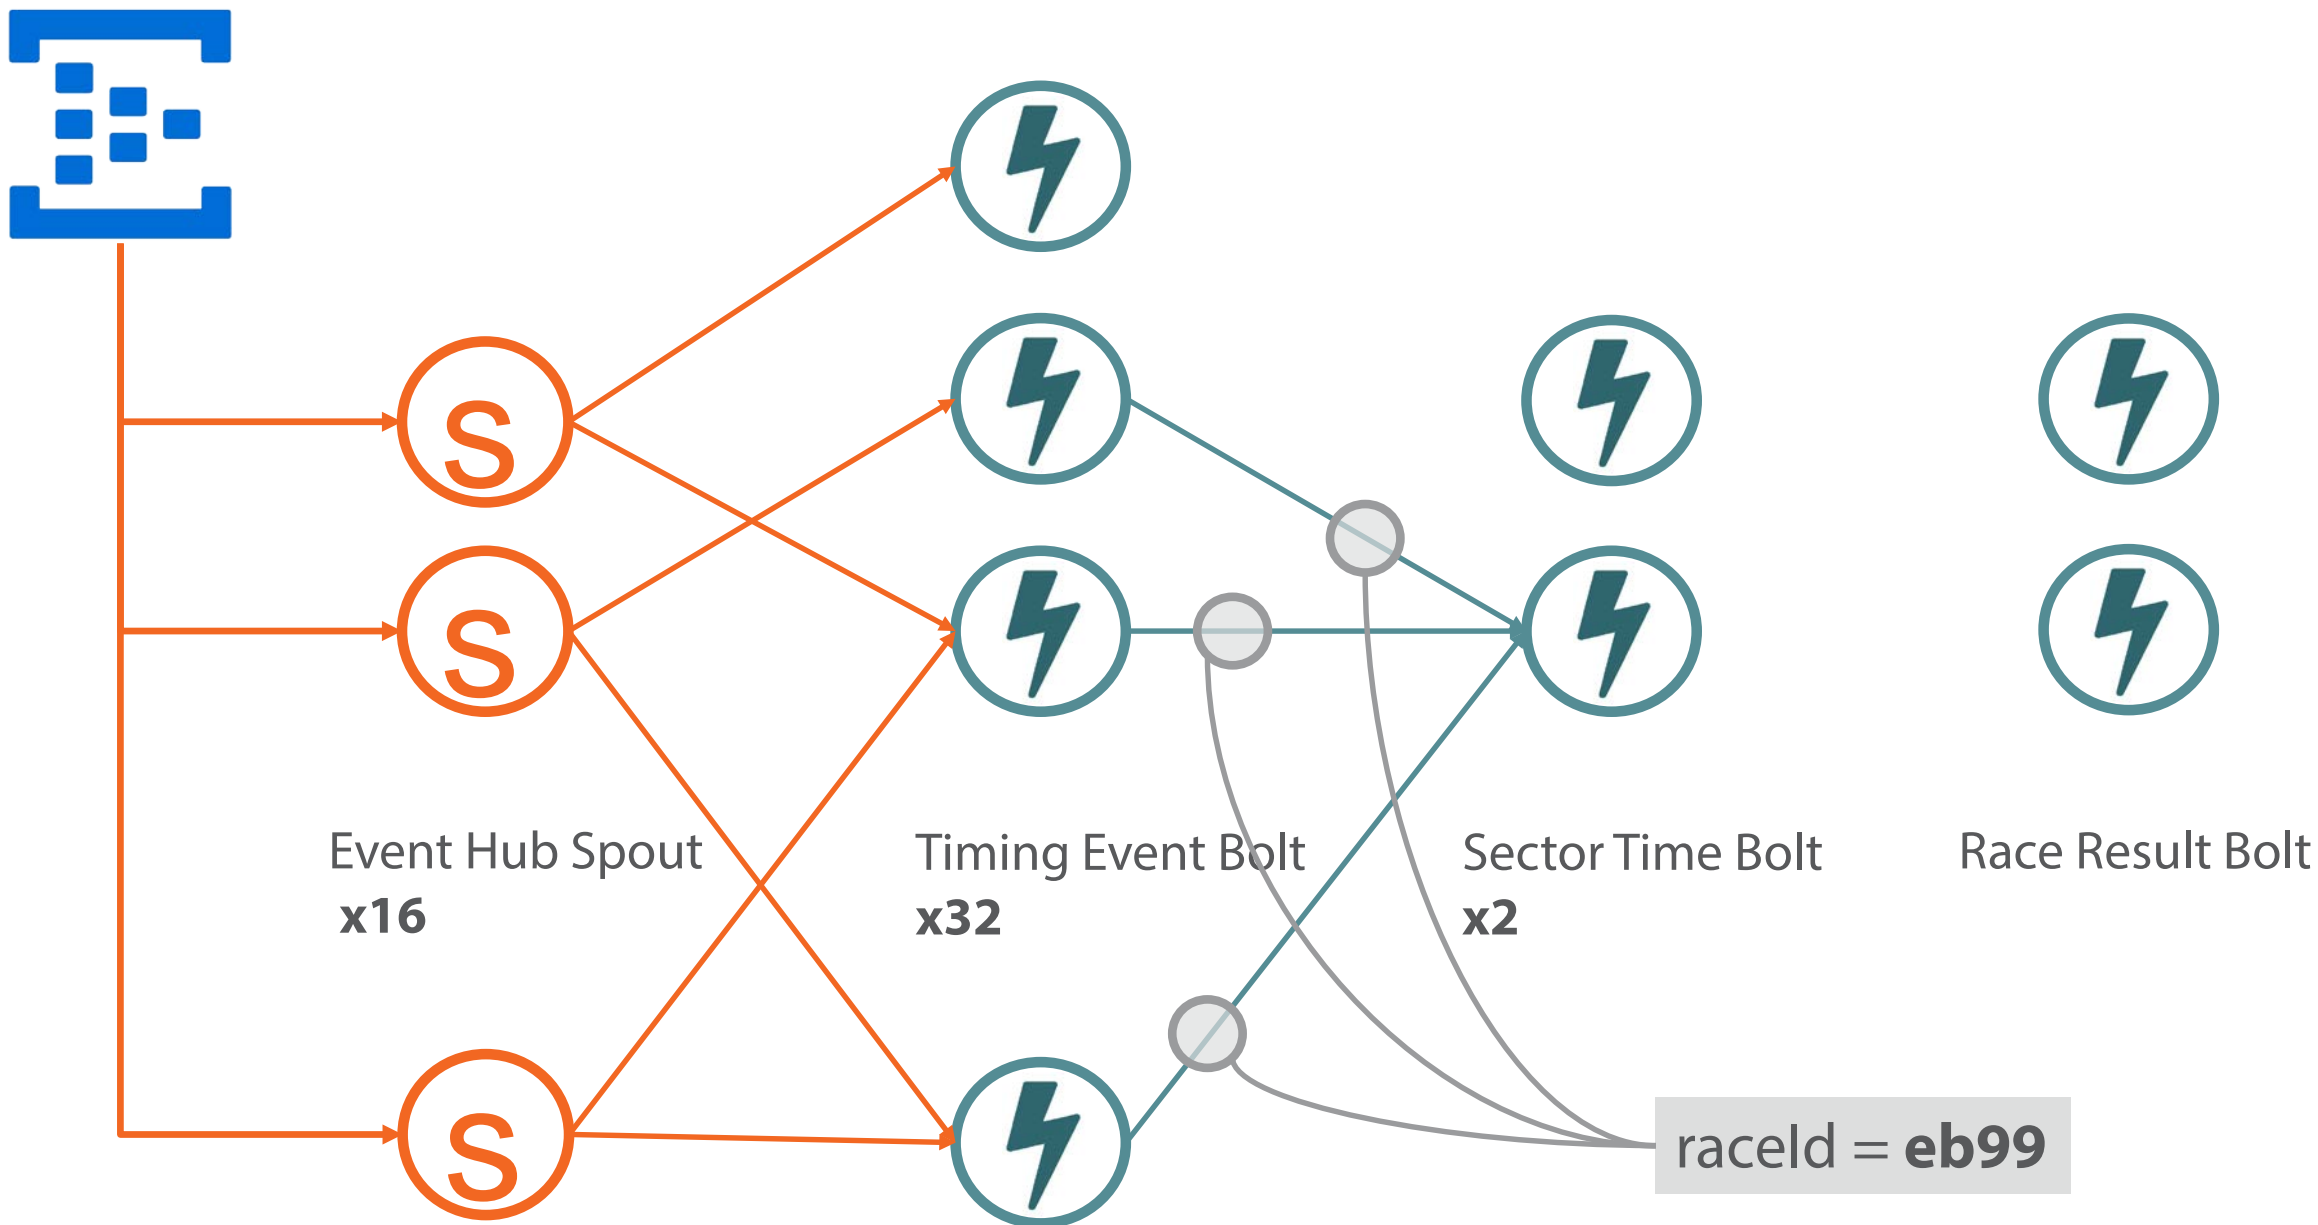 S
S
Event Hub Spout
x16
Timing Event Bolt
x32
Sector Time Bolt
x2
Race Result Bolt
S
raceId = eb99